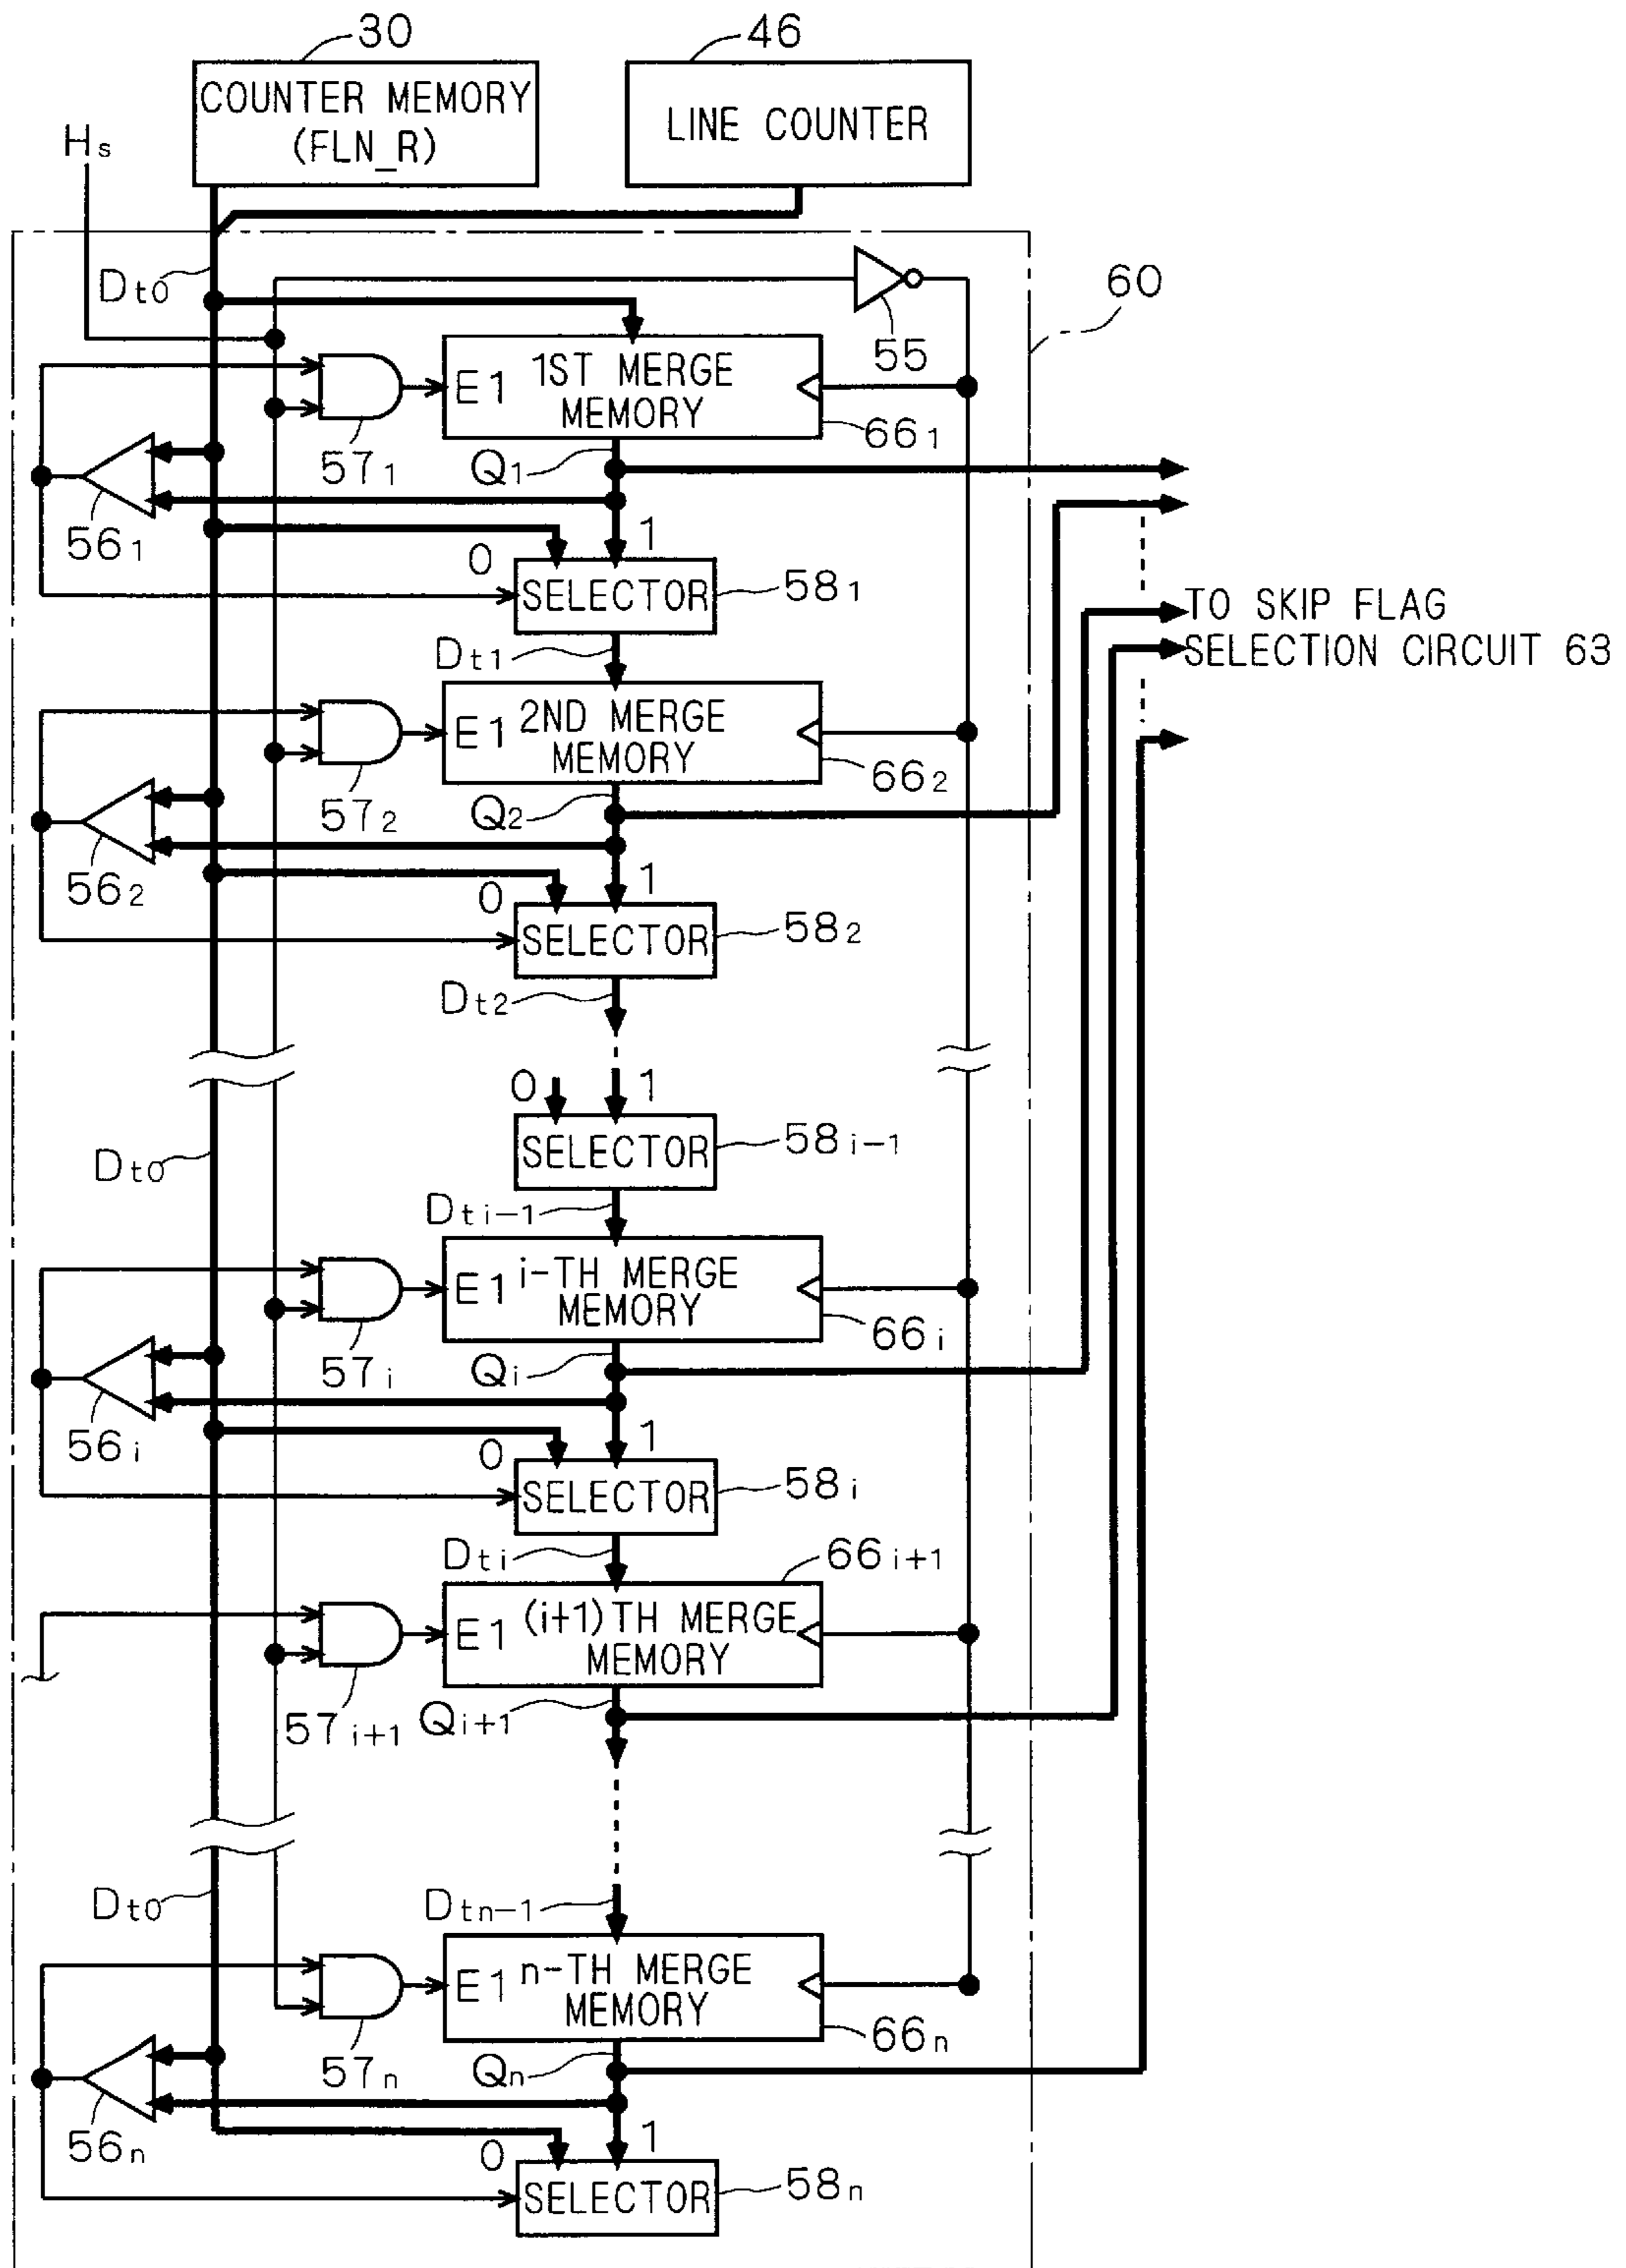 30
46
COUNTER MEMORY
(FLN_R)
LINE COUNTER
Hs
Dt0
60
55
E1 1ST MERGE
MEMORY
66₁
57₁
Q1
56₁
0
1
SELECTOR
58₁
TO SKIP FLAG
SELECTION CIRCUIT 63
Dt1
E1 2ND MERGE
MEMORY
66₂
57₂
Q2
56₂
0
1
SELECTOR
58₂
Dt2
0
1
SELECTOR
58i-1
Dt0
Dti-1
E1 i-TH MERGE
MEMORY
66i
57i
Qi
56i
0
1
SELECTOR
58i
Dti
66i+1
E1 (i+1)TH MERGE
MEMORY
57i+1
Qi+1
Dt0
Dtn-1
E1 n-TH MERGE
MEMORY
66n
57n
Qn
56n
0
1
SELECTOR
58n